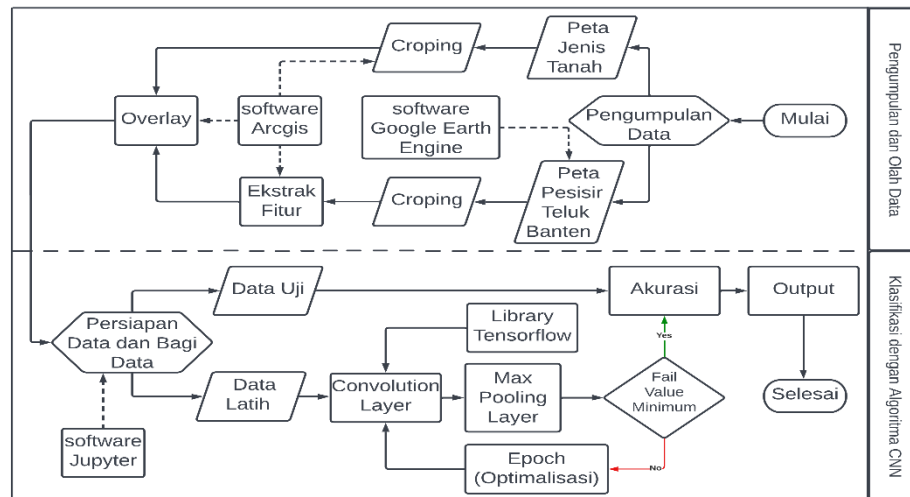 Croping
Peta
Jenis
Tanah
Overlay
software
Arcgis
software
Google Earth
Engine
Pengumpulan
Data
Mulai
Ekstrak
Fitur
Croping
Peta
Pesisir
Teluk
Banten
Pengumpulan dan Olah Data
Data Uji
Akurasi
Output
Library
Tensorflow
Persiapan
Data dan Bagi
Data
Yes
Data
Latih
Convolution
Layer
Max
Pooling
Layer
Fail
Value
Minimum
Selesai
software
Jupyter
Epoch
(Optimalisasi)
No
Klasifikasi dengan Algoritma CNN